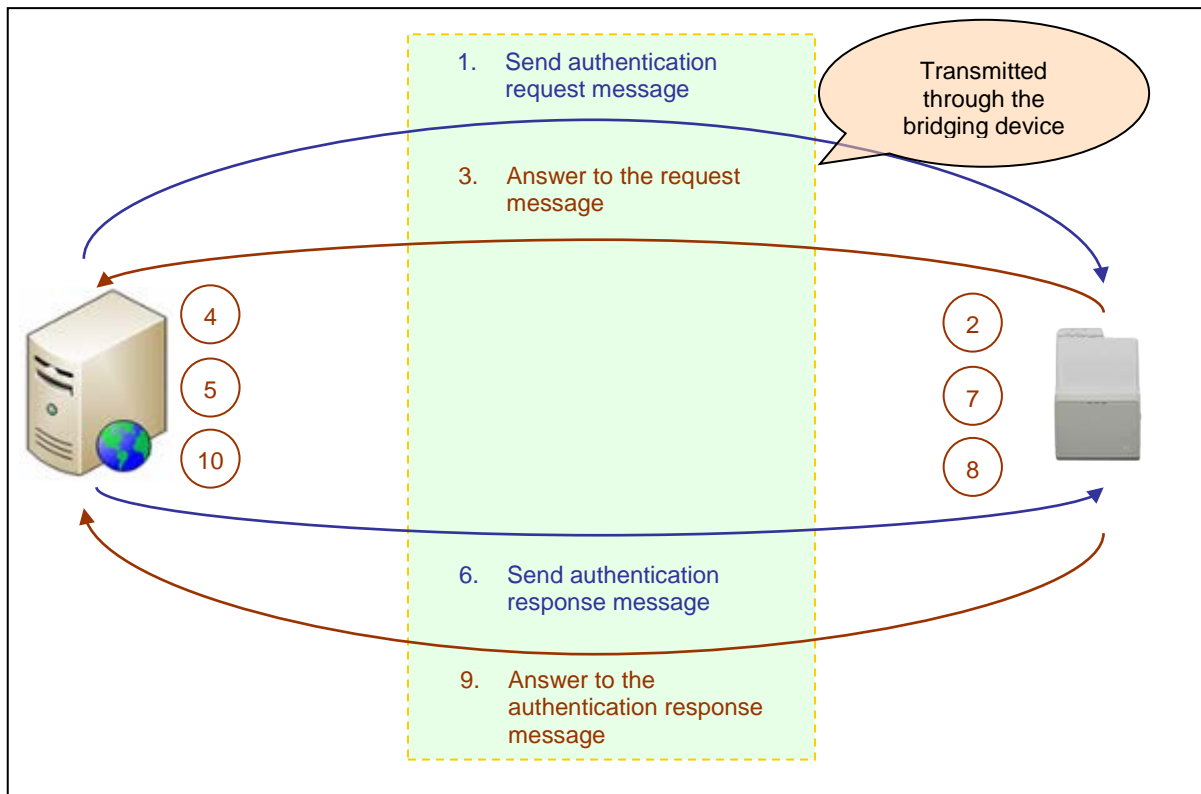 1. Send authentication
request message
Transmitted
through the
bridging device
3. Answer to the request
message
4
2
5
7
10
8
6. Send authentication
response message
9. Answer to the
authentication response
message